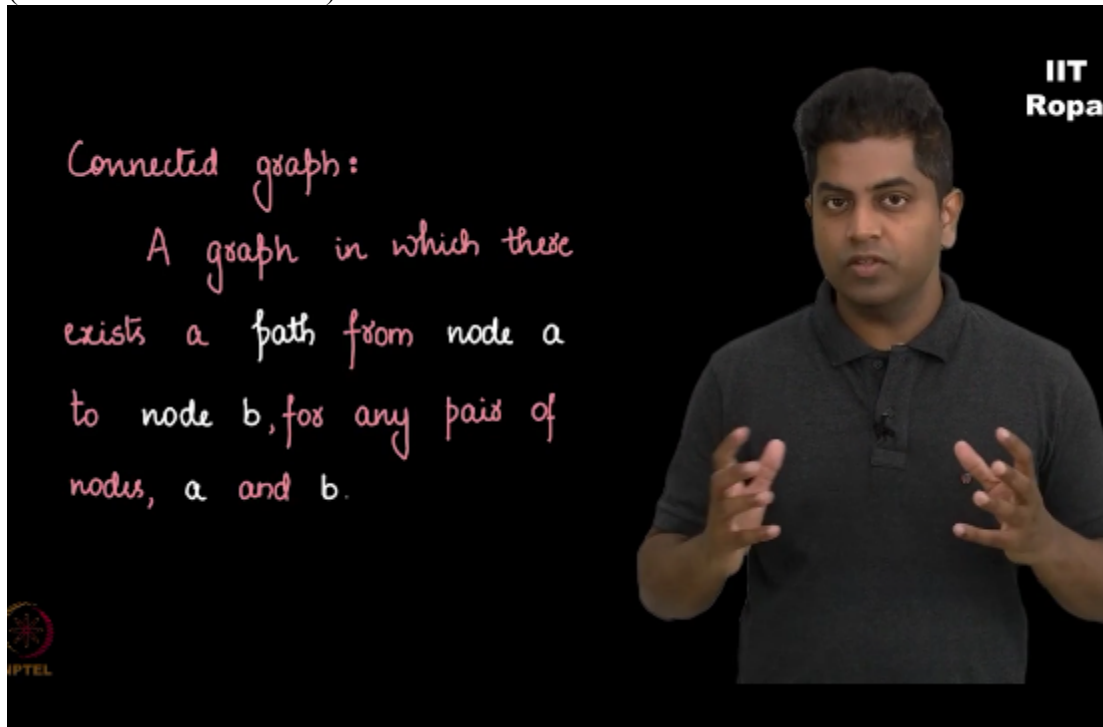 IIT
Ropa
Connected graph:
A graph in which there
exists a path from node a
to node b, for any pair of
nodes, a and b.
NPTEL